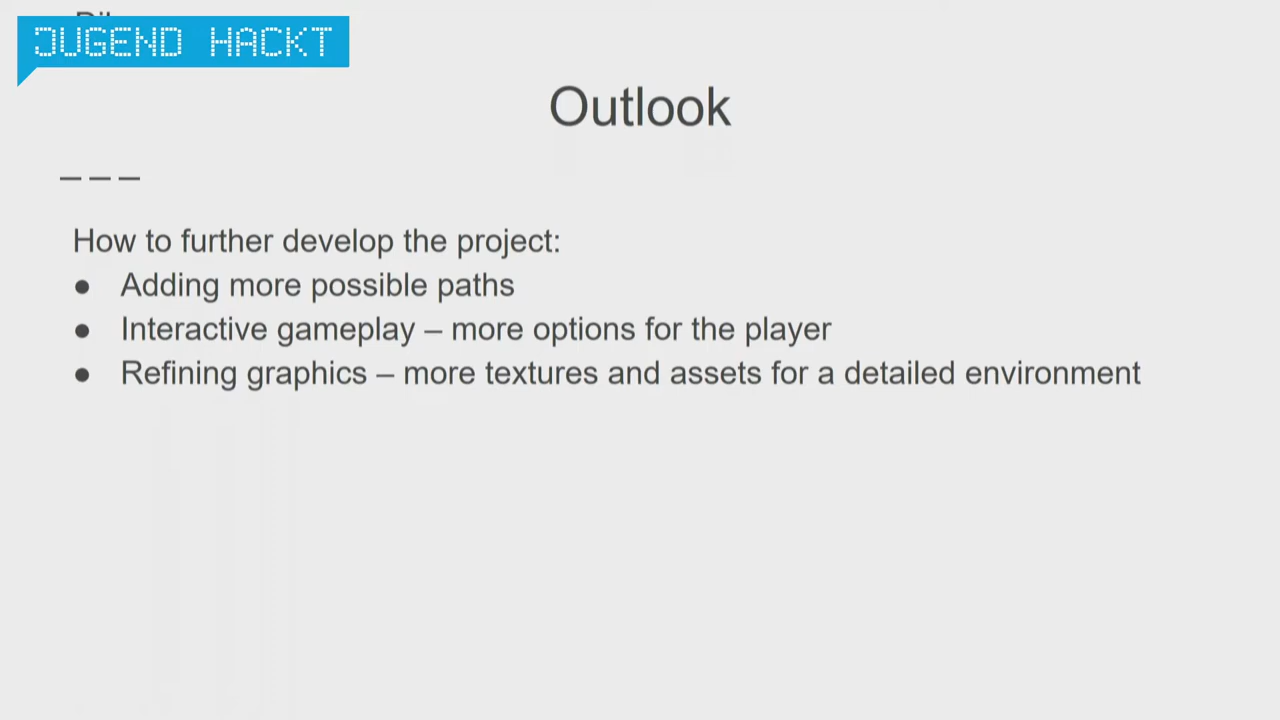 JUGEND HACKT
Outlook
How to further develop the project:
● Adding more possible paths
● Interactive gameplay – more options for the player
● Refining graphics – more textures and assets for a detailed environment